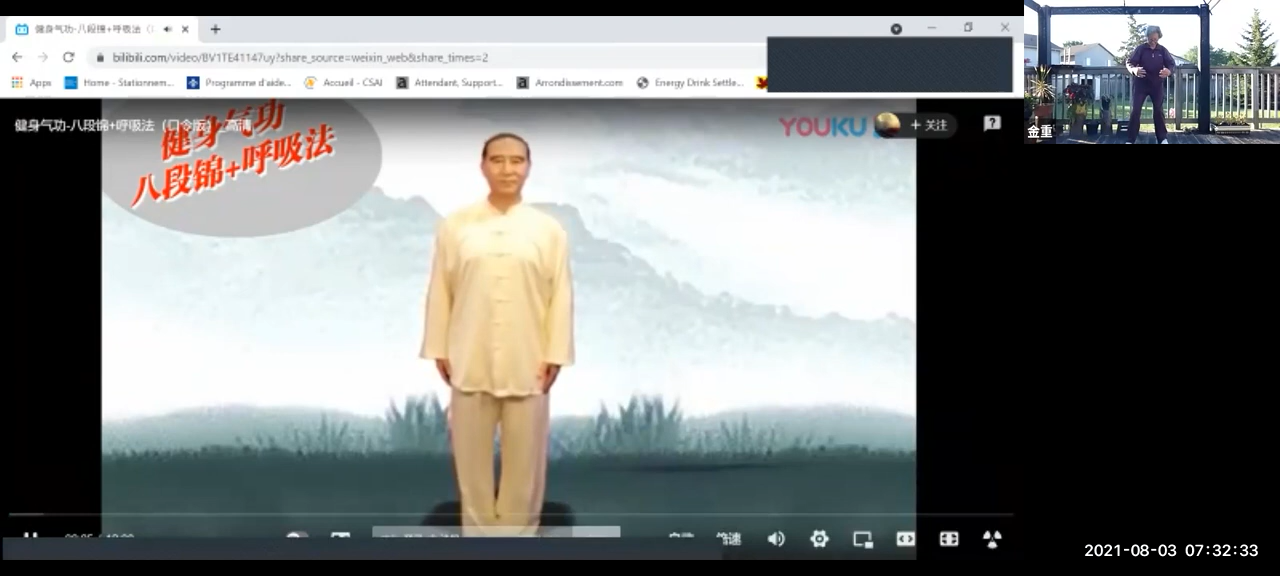 健身气功-八段锦+呼吸法
bilibili.com/video/BV1TE41147uy?share_source=weixin_web&share_times=2
Apps
Home - Stationnem...
Programme d'aide...
Accueil - CSAI
Attendant, Support...
Arrondissement.com
Energy Drink Settle...
健身气功-八段锦+呼吸法（口令版） 高清
健身气功
八段锦+呼吸法
YOUKU
+ 关注
金重
倍速
2021-08-03 07:32:33